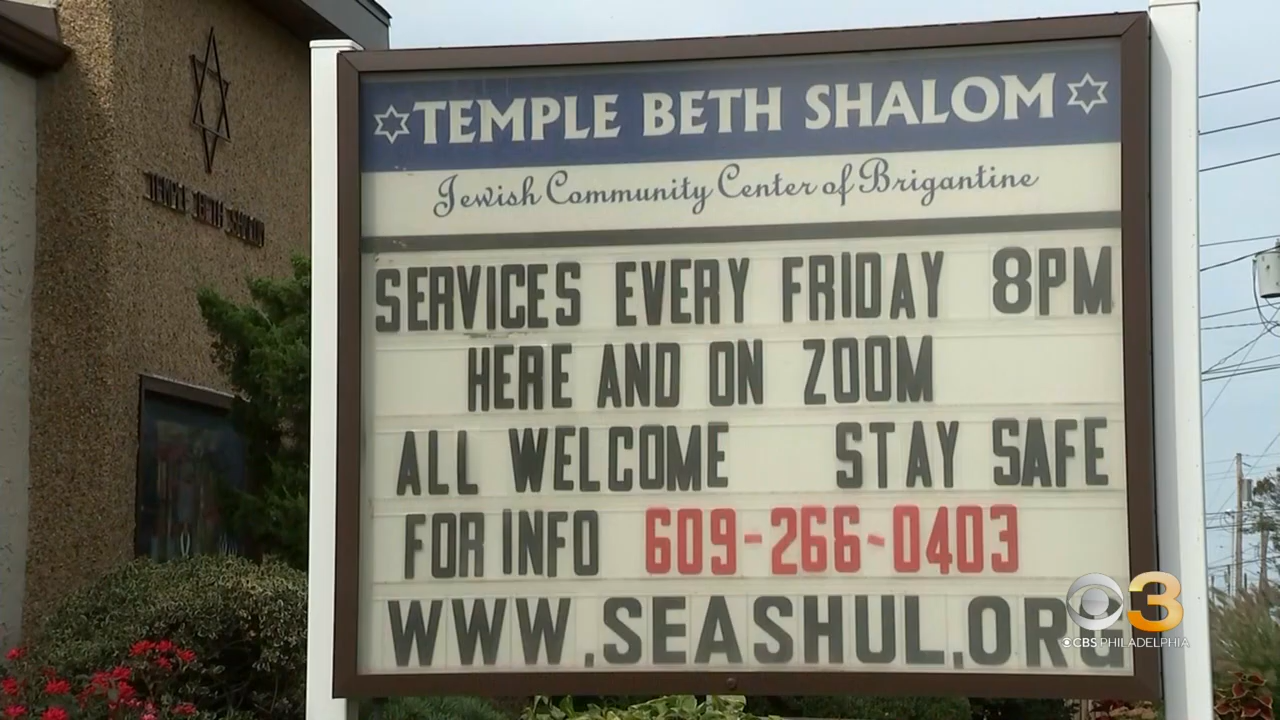 TEMPLE BETH SHALOM
Jewish Community Center of Brigantine
SERVICES EVERY FRIDAY 8PM
HERE AND ON ZOOM
ALL WELCOME STAY SAFE
FOR INFO 609-266-0403
WWW.SEASHUL.ORG
TEMPLE BETH SHALOM
3
CBS PHILADELPHIA